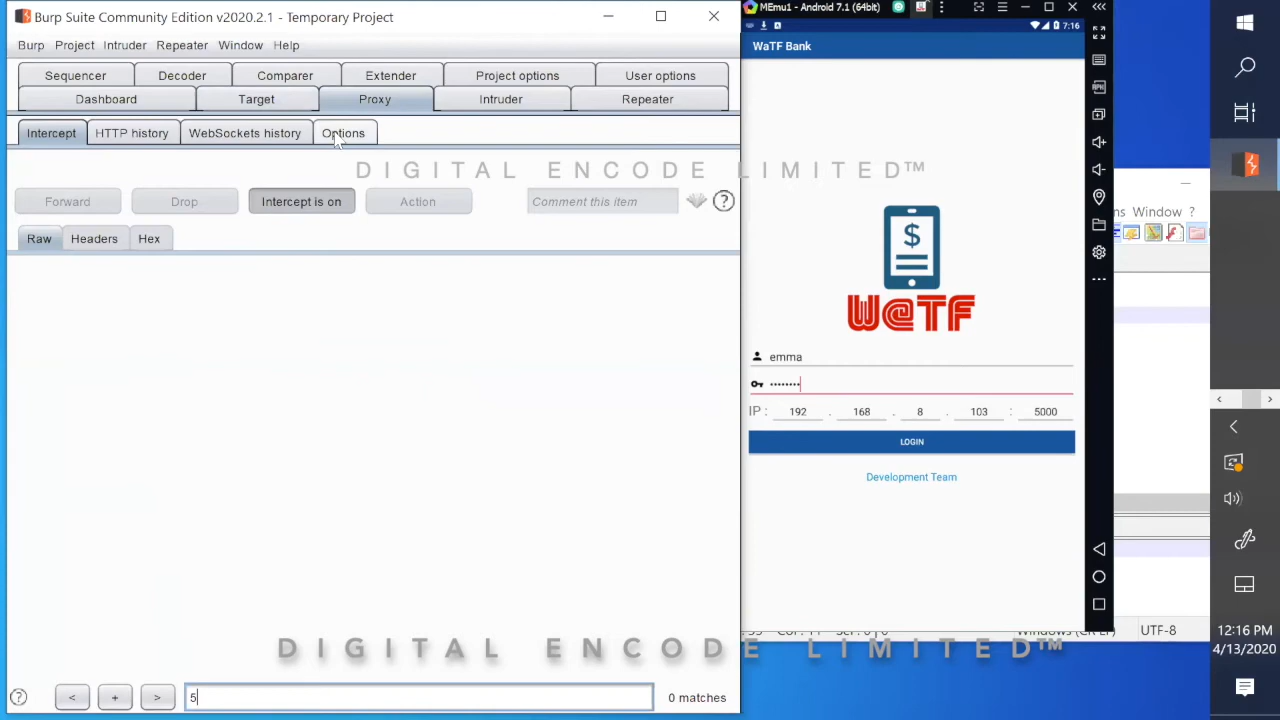 Burp Suite Community Edition v2020.2.1 - Temporary Project
Burp Project Intruder Repeater Window Help
Sequencer Decoder Comparer Extender Project options User options
Dashboard Target Proxy Intruder Repeater
Intercept HTTP history WebSockets history Options
DIGITAL ENCODE LIMITED™
Forward Drop Intercept is on Action Comment this item ?
Raw Headers Hex
DIGITAL ENCODE LIMITED™
? < + > 5 0 matches
MEmu1 - Android 7.1 (64bit)
7:16
WaTF Bank
$
W@TF
emma
••••••••
IP : 192 . 168 . 8 . 103 : 5000
LOGIN
Development Team
Window ?
UTF-8
12:16 PM
4/13/2020